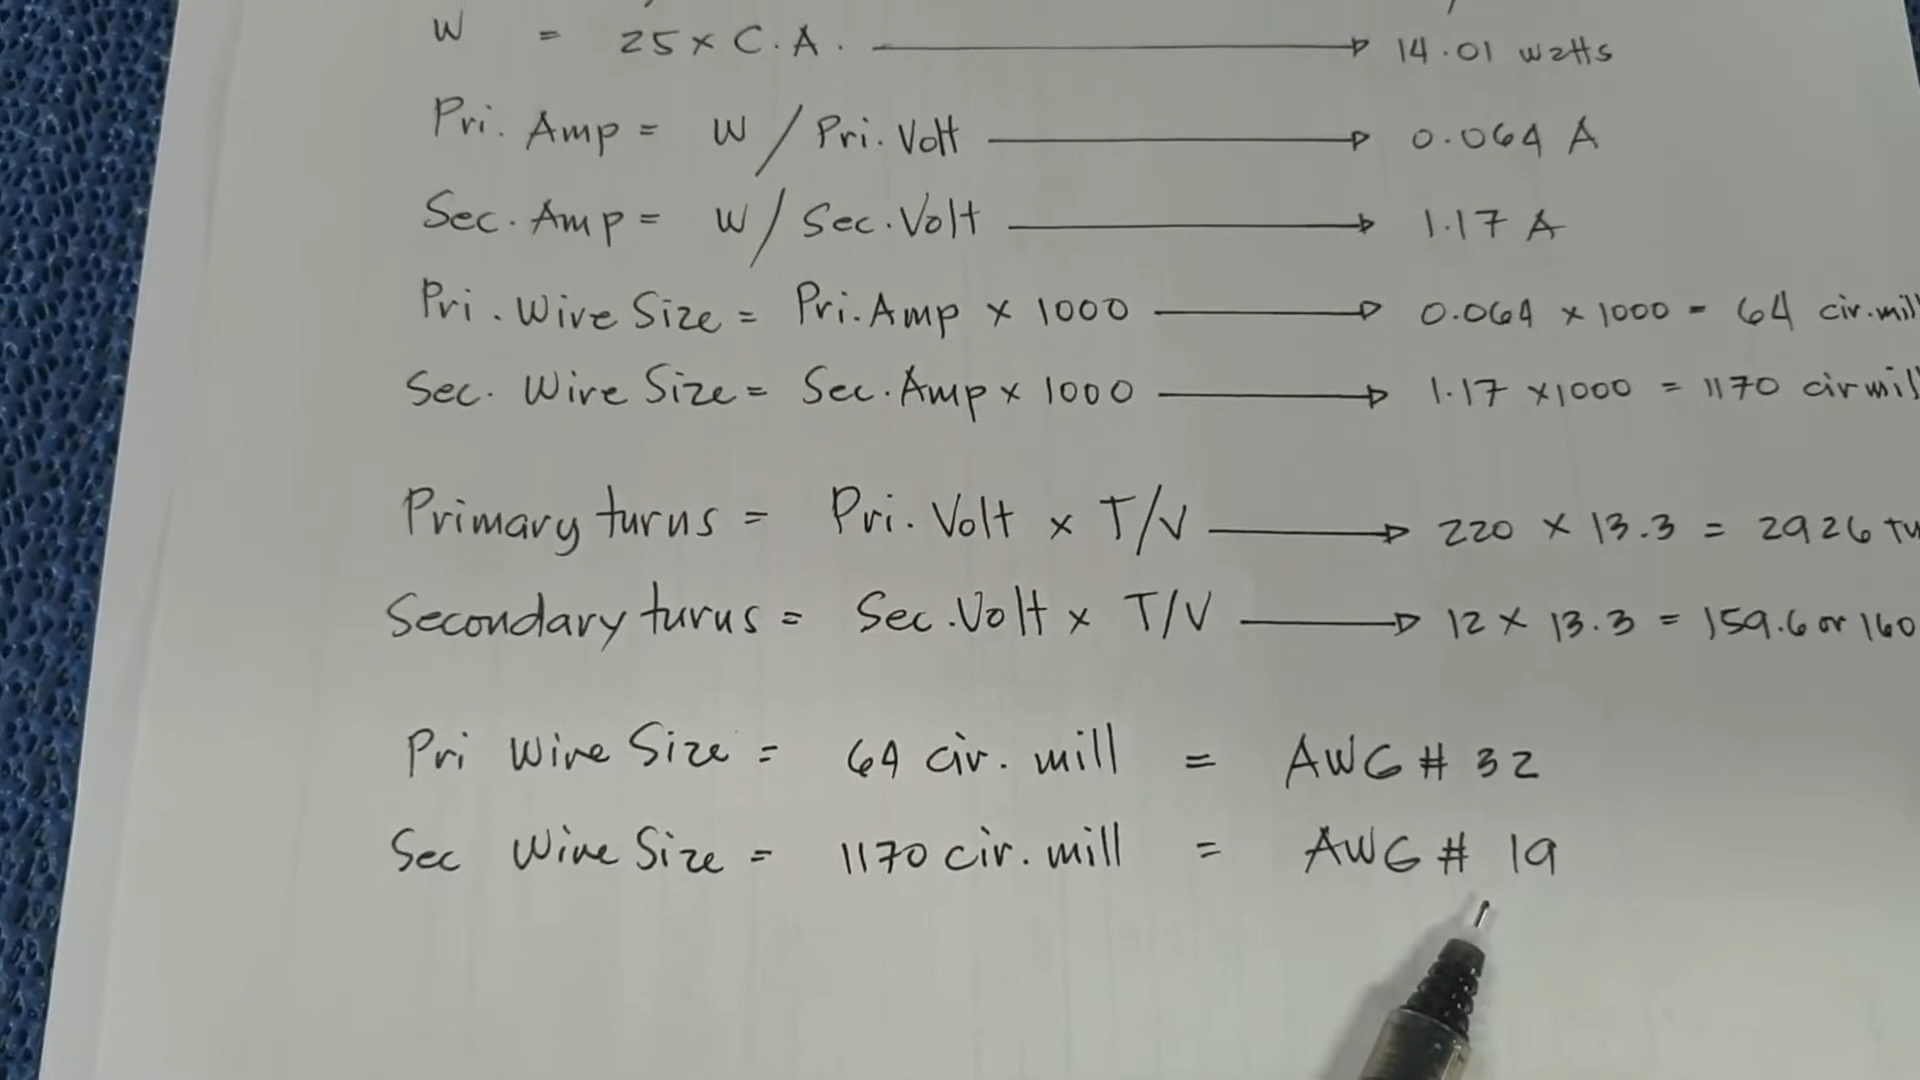 W = 25 x C.A. → 14.01 watts
Pri. Amp = W / Pri. Volt → 0.064 A
Sec. Amp = W / Sec. Volt → 1.17 A
Pri. Wire Size = Pri. Amp x 1000 → 0.064 x 1000 = 64 cir.mil
Sec. Wire Size = Sec. Amp x 1000 → 1.17 x 1000 = 1170 cirmil
Primary turns = Pri. Volt x T/V → 220 x 13.3 = 2926 tu
Secondary turns = Sec. Volt x T/V → 12 x 13.3 = 159.6 or 160
Pri Wire Size = 64 cir. mill = AWG # 32
Sec Wire Size = 1170 cir. mill = AWG # 19